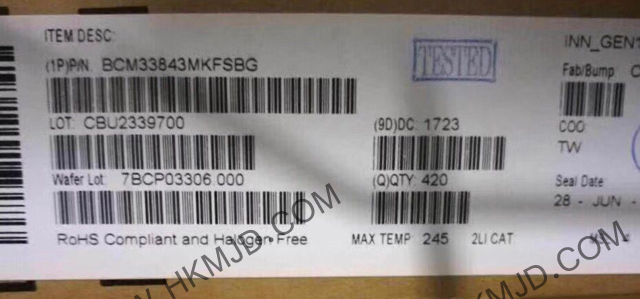 ITEM DESC:
INN_GEN1
TESTED
(1P)P/N: BCM33843MKFSBG
Fab/Bump
LOT: CBU2339700
(9D)DC: 1723
COO:
TW
Wafer Lot: 7BCP03306.000
(Q)QTY: 420
Seal Date:
28 - JUN -
RoHS Compliant and Halogen-Free
MAX TEMP: 245 2LI CAT:
WWW.HKMJD.COM
HKMJD.COM